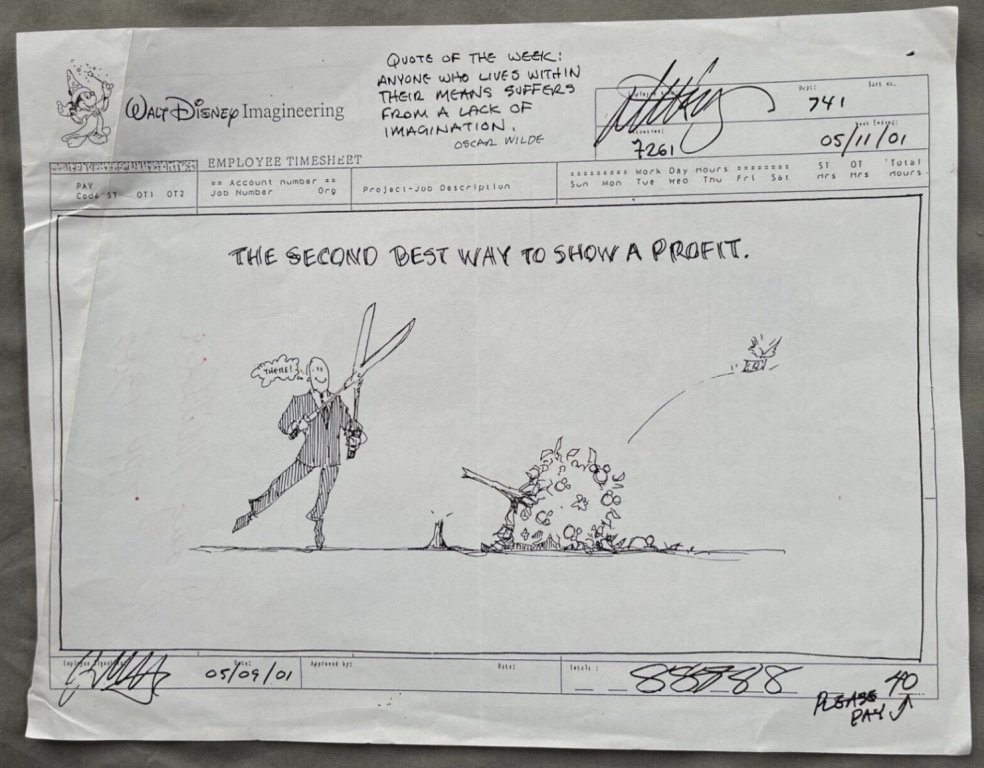 QUOTE OF THE WEEK:
ANYONE WHO LIVES WITHIN
THEIR MEANS SUFFERS
FROM A LACK OF
IMAGINATION.
OSCAR WILDE
WALT DISNEY Imagineering
EMPLOYEE TIMESHEET
741
7261
05/11/01
PAY
Code ST OT1 OT2
== Account number ==
Job Number Org
Project-Job Description
Work Day Hours
Sun Mon Tue Wed Thu Fri Sat
ST OT Total
Hrs Hrs Hours
THE SECOND BEST WAY TO SHOW A PROFIT.
THERE!
Date:
05/09/01
Approved by:
Date:
Totals :
88888
40
PLEASE
PAY